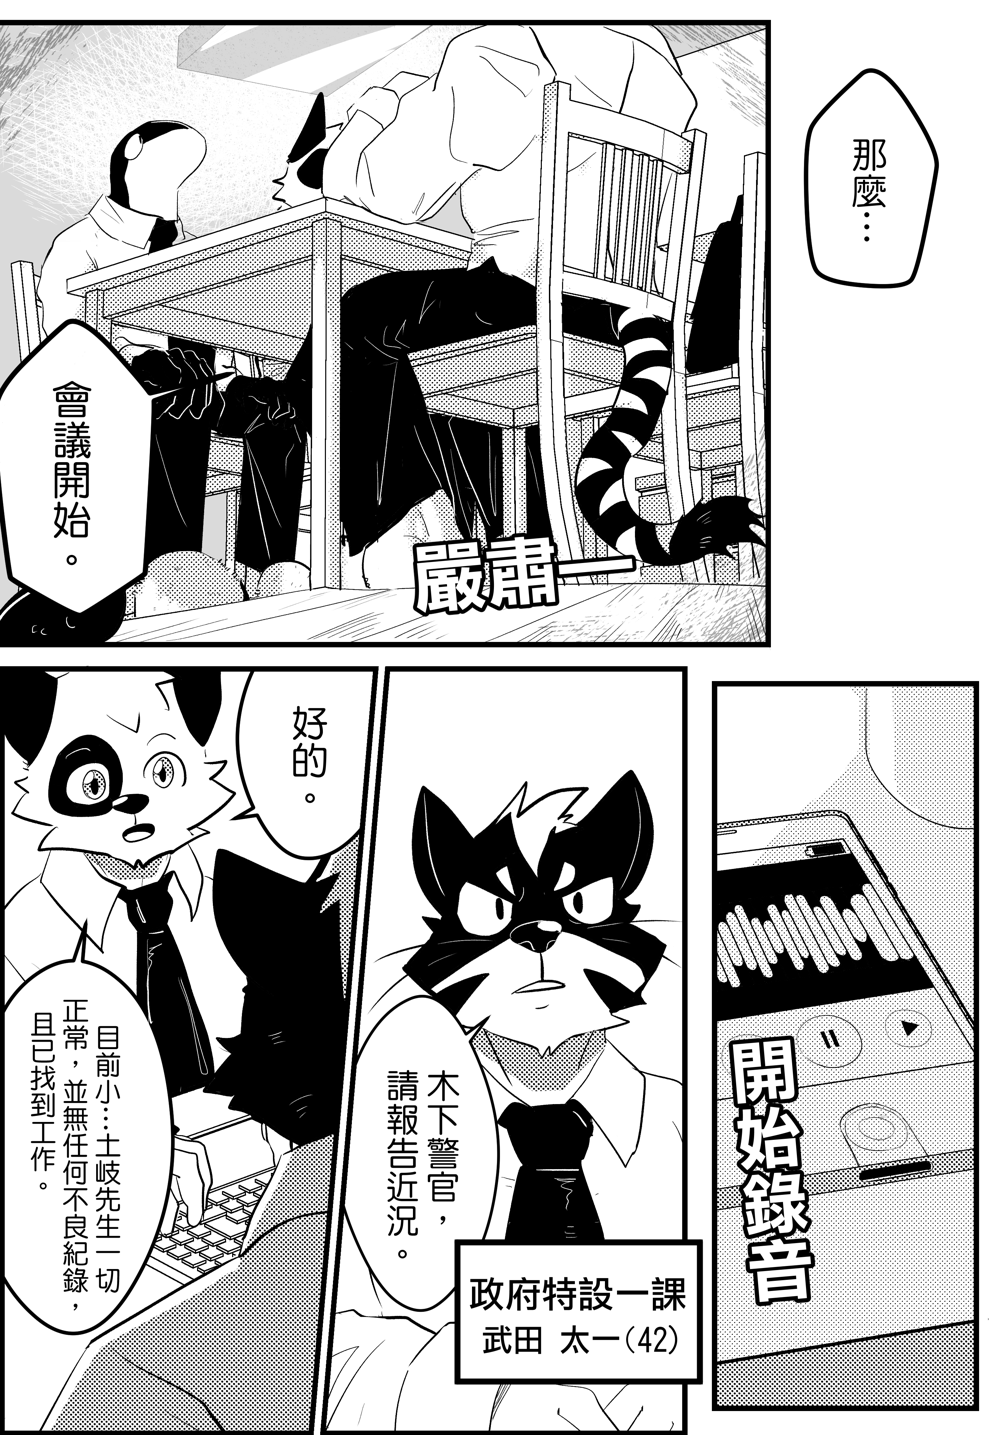 那麼…
會議開始。
嚴肅—
開始錄音
木下警官，
請報告近況。
政府特設一課
武田 太一（42）
好的。
目前小…土岐先生一切
正常，並無任何不良紀錄，
且已找到工作。